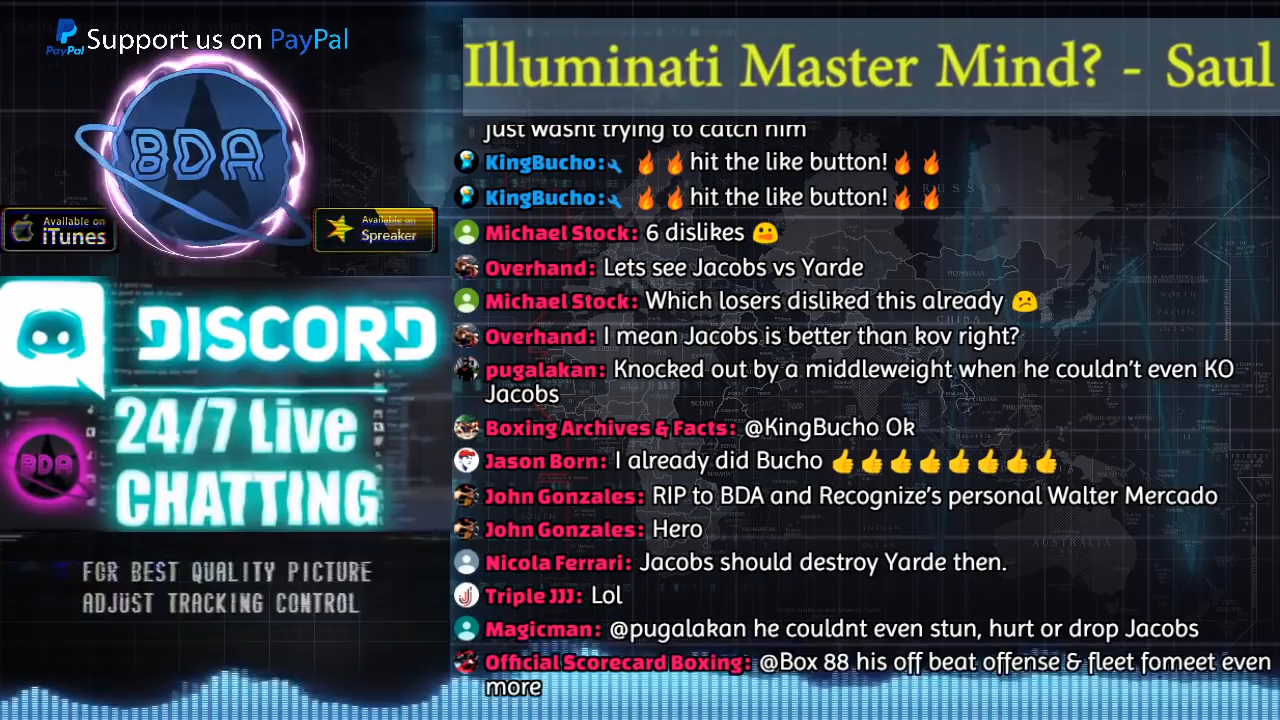 PayPal Support us on PayPal
Illuminati Master Mind? - Saul
BDA
Available on
iTunes
Available on
Spreaker
DISCORD
24/7 Live
CHATTING
BDA
FOR BEST QUALITY PICTURE
ADJUST TRACKING CONTROL
just wasnt trying to catch him
KingBucho: 🔥 🔥 hit the like button! 🔥 🔥
KingBucho: 🔥 🔥 hit the like button! 🔥 🔥
Michael Stock: 6 dislikes
Overhand: Lets see Jacobs vs Yarde
Michael Stock: Which losers disliked this already 😕
Overhand: I mean Jacobs is better than kov right?
pugalakan: Knocked out by a middleweight when he couldn't even KO
Jacobs
Boxing Archives & Facts: @KingBucho Ok
Jason Born: I already did Bucho 👍👍👍👍👍👍👍👍
John Gonzales: RIP to BDA and Recognize's personal Walter Mercado
John Gonzales: Hero
Nicola Ferrari: Jacobs should destroy Yarde then.
Triple JJJ: Lol
Magicman: @pugalakan he couldnt even stun, hurt or drop Jacobs
Official Scorecard Boxing: @Box 88 his off beat offense & fleet fomeet even
more